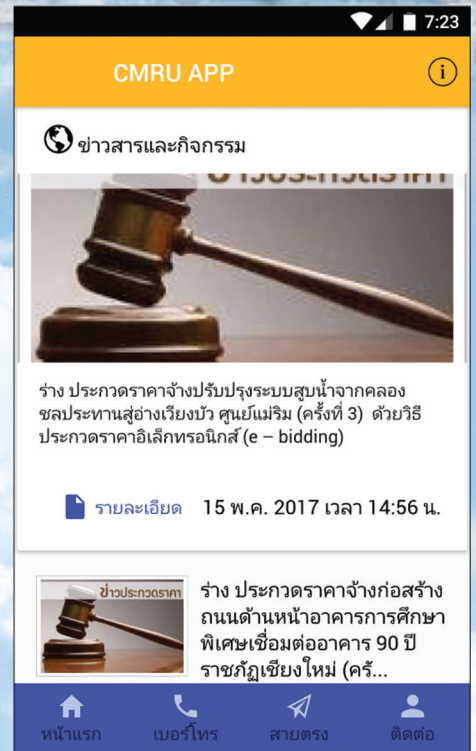 7:23
CMRU APP
ข่าวสารและกิจกรรม
ร่าง ประกวดราคาจ้างปรับปรุงระบบสูบน้ำจากคลอง
ชลประทานสู่อ่างเวียงบัว ศูนย์แม่ริม (ครั้งที่ 3) ด้วยวิธี
ประกวดราคาอิเล็กทรอนิกส์ (e – bidding)
รายละเอียด 15 พ.ค. 2017 เวลา 14:56 น.
ข่าวประกวดราคา
ร่าง ประกวดราคาจ้างก่อสร้าง
ถนนด้านหน้าอาคารการศึกษา
พิเศษเชื่อมต่ออาคาร 90 ปี
ราชภัฏเชียงใหม่ (ครั...
หน้าแรก เบอร์โทร สายตรง ติดต่อ